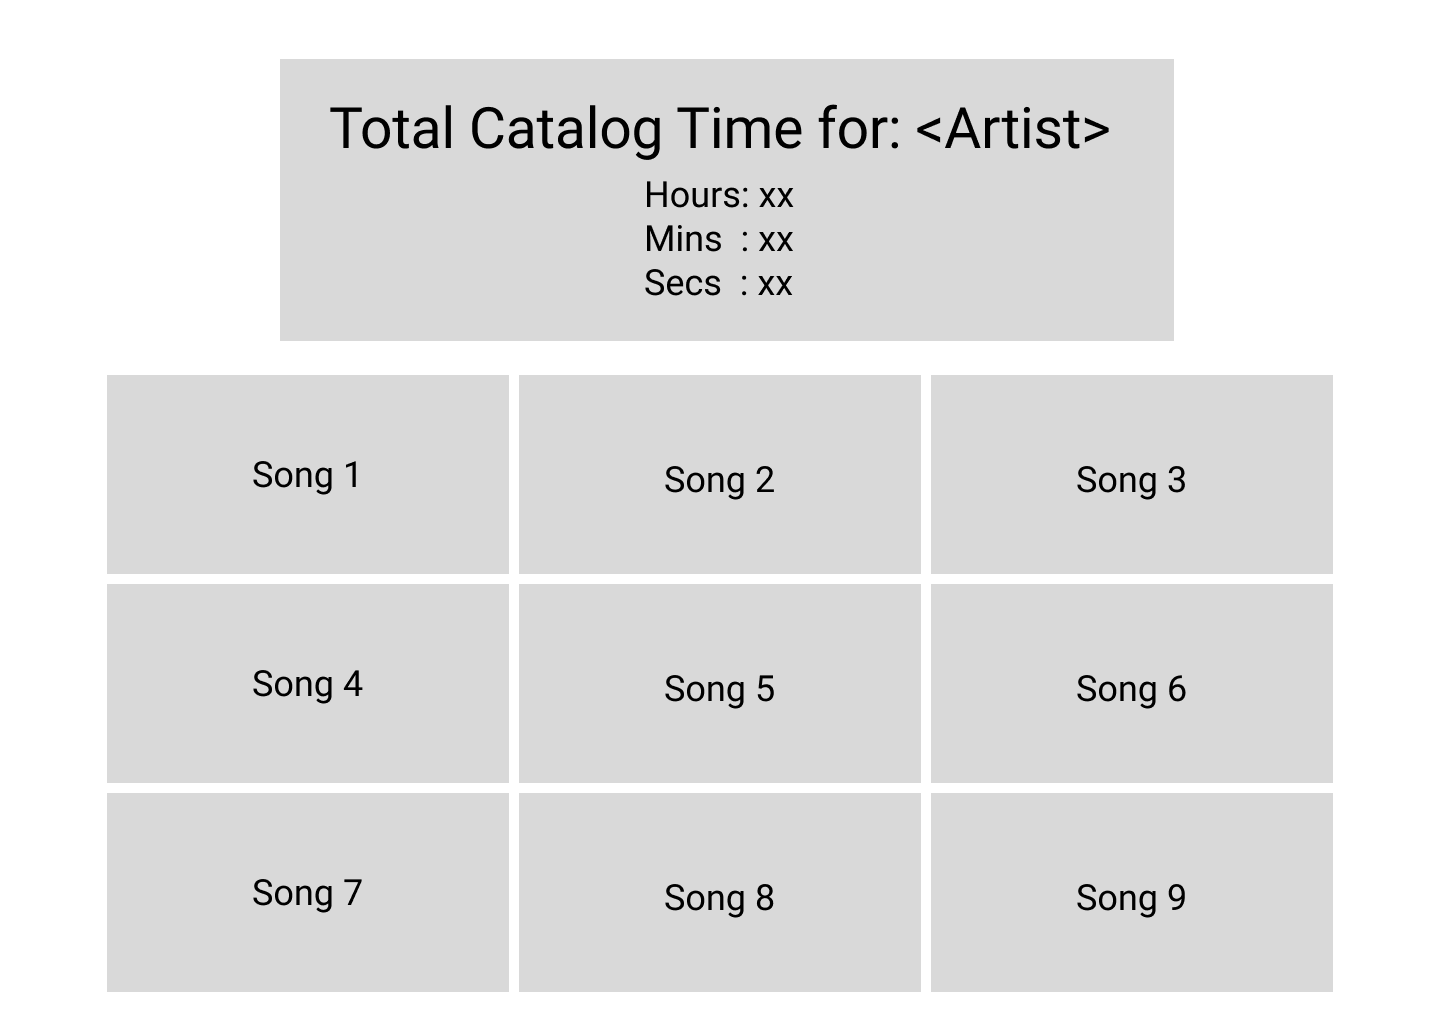 Total Catalog Time for: <Artist>
Hours: xx
Mins  : xx
Secs  : xx
Song 1
Song 2
Song 3
Song 4
Song 5
Song 6
Song 7
Song 8
Song 9